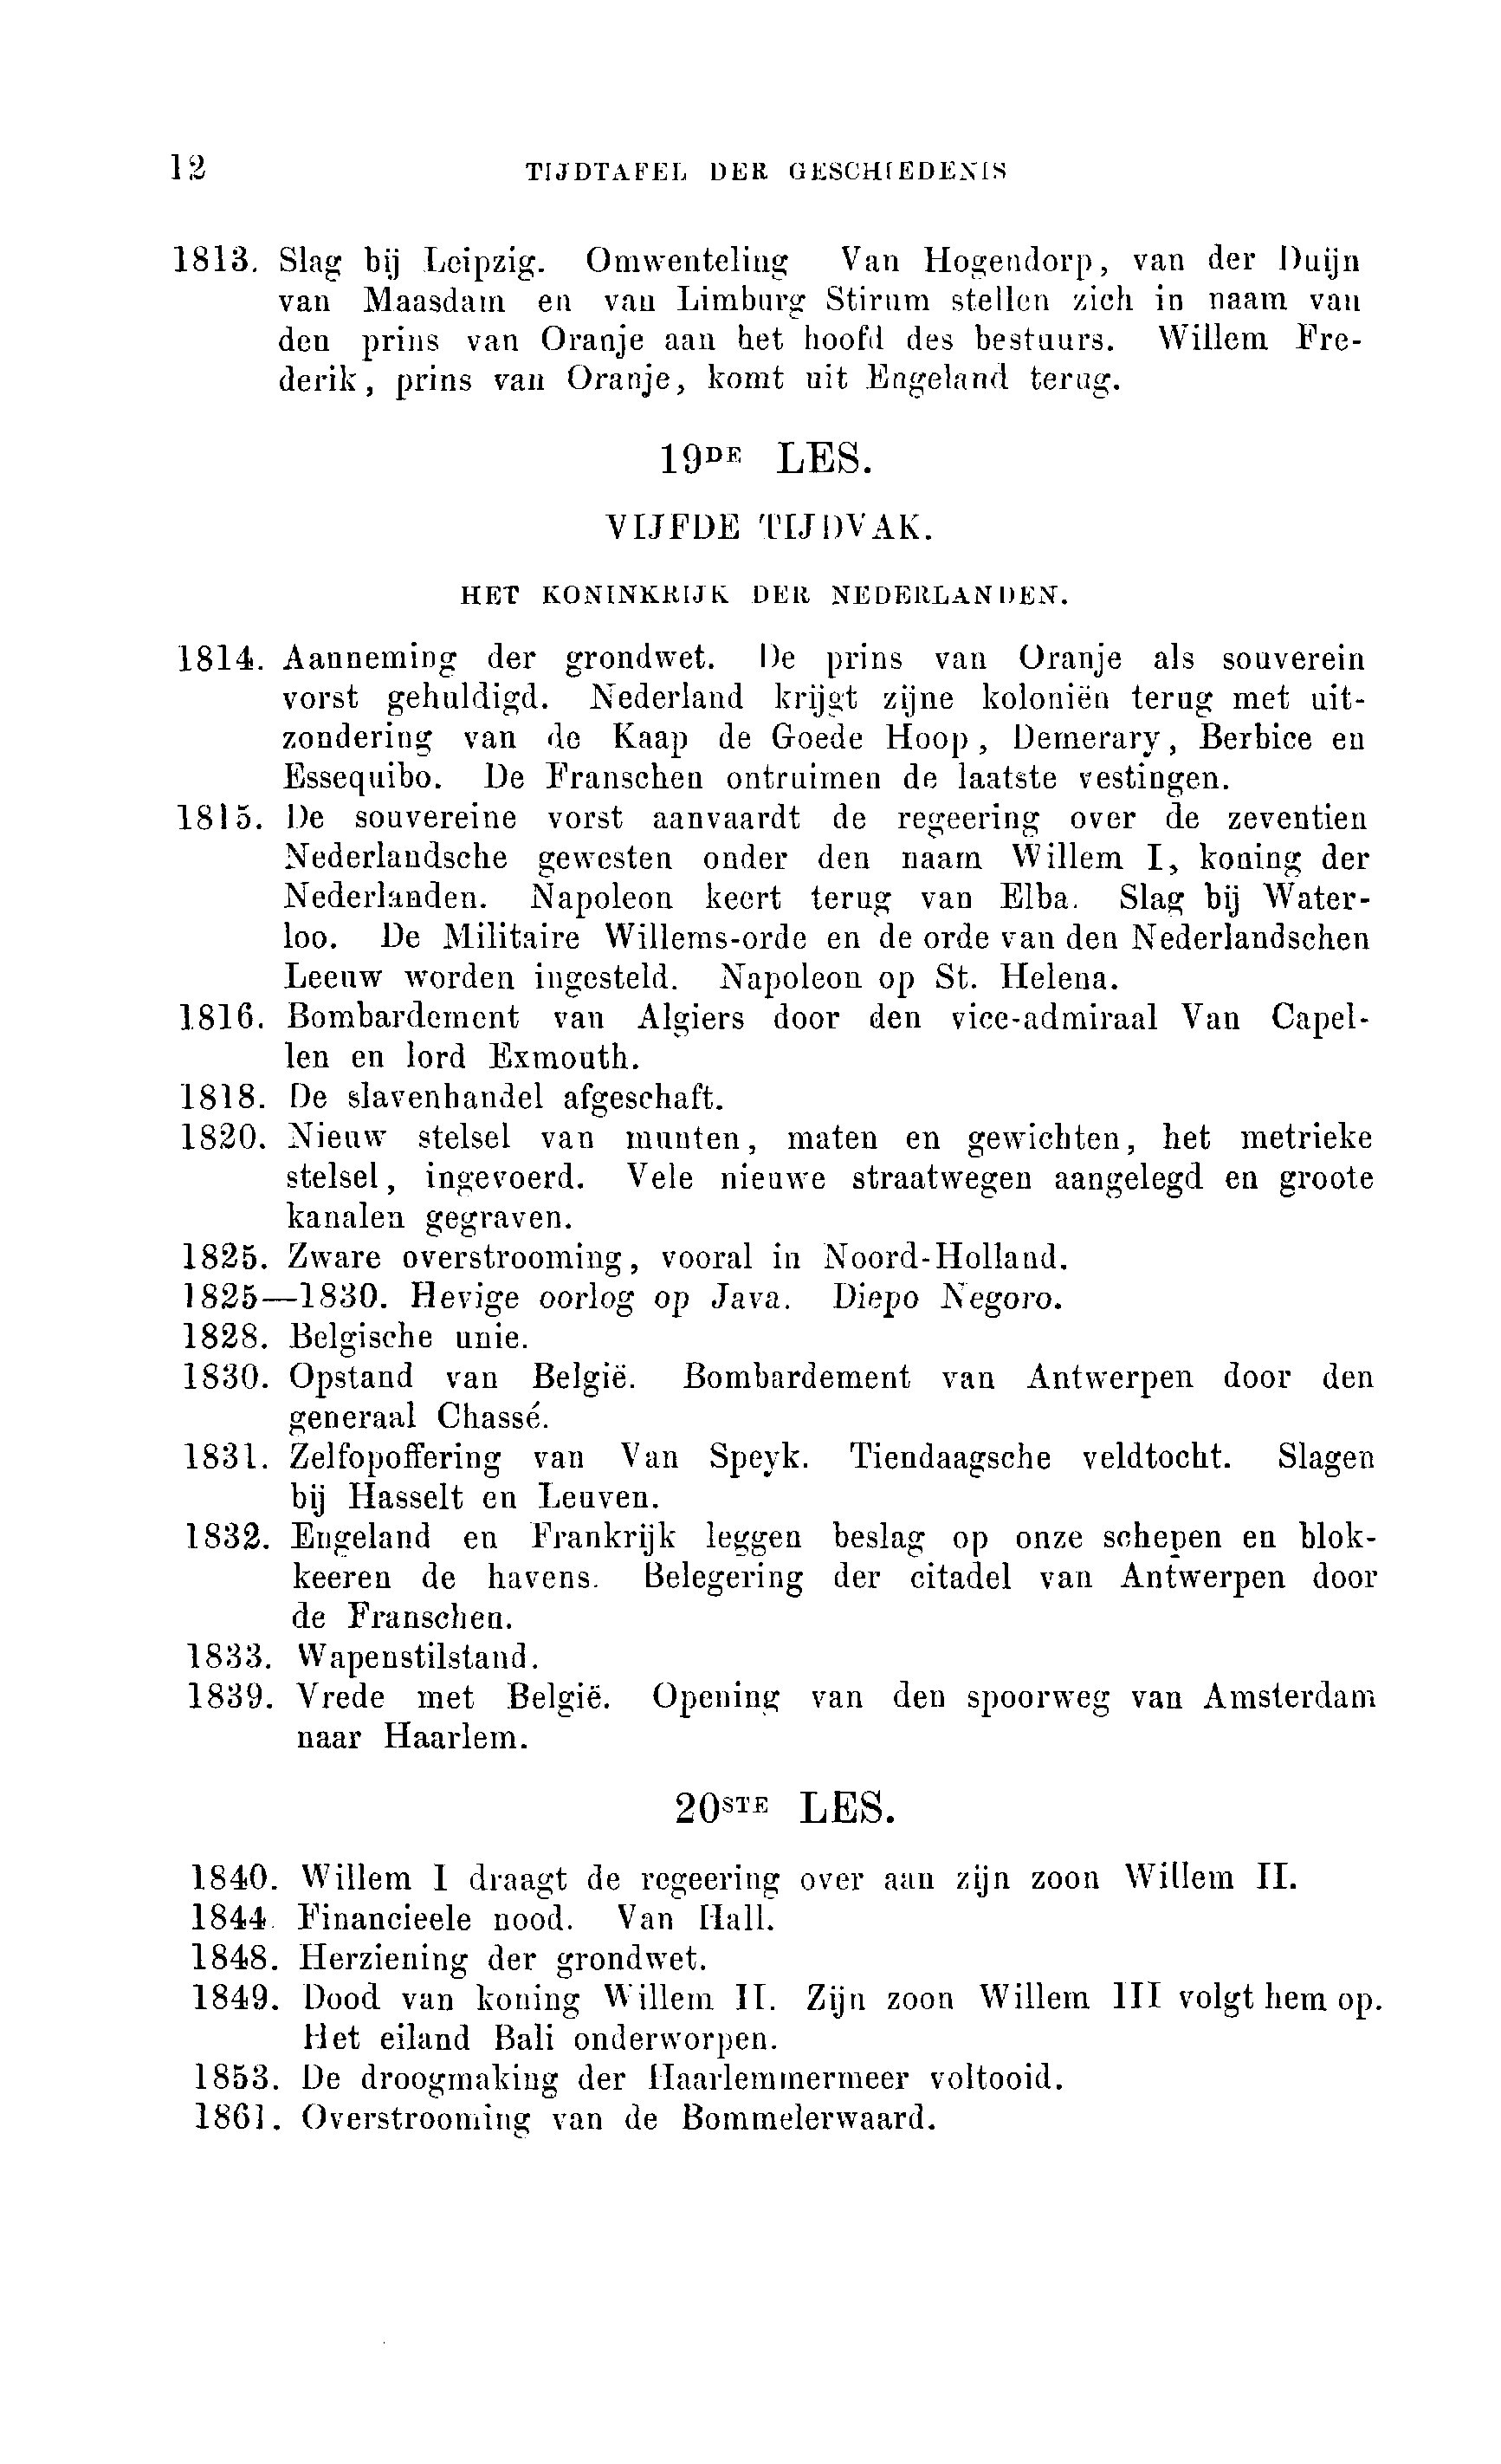 12 TIJDTAFEL DER GESCHIEDENIS
1813. Slag bij Leipzig. Omwenteling Van Hogendorp, van der Duijn
van Maasdam en van Limburg Stirum stellen zich in naam van
den prins van Oranje aan het hoofd des bestuurs. Willem Fre-
derik, prins van Oranje, komt uit Engeland terug.
19DE LES.
VIJFDE TIJDVAK.
HET KONINKRIJK DER NEDERLANDEN.
1814. Aanneming der grondwet. De prins van Oranje als souverein
vorst gehuldigd. Nederland krijgt zijne koloniën terug met uit-
zondering van de Kaap de Goede Hoop, Demerary, Berbice en
Essequibo. De Franschen ontruimen de laatste vestingen.
1815. De souvereine vorst aanvaardt de regeering over de zeventien
Nederlandsche gewesten onder den naam Willem I, koning der
Nederlanden. Napoleon keert terug van Elba. Slag bij Water-
loo. De Militaire Willems-orde en de orde van den Nederlandschen
Leeuw worden ingesteld. Napoleon op St. Helena.
1816. Bombardement van Algiers door den vice-admiraal Van Capel-
len en lord Exmouth.
1818. De slavenhandel afgeschaft.
1820. Nieuw stelsel van munten, maten en gewichten, het metrieke
stelsel, ingevoerd. Vele nieuwe straatwegen aangelegd en groote
kanalen gegraven.
1825. Zware overstrooming, vooral in Noord-Holland.
1825—1830. Hevige oorlog op Java. Diepo Negoro.
1828. Belgische unie.
1830. Opstand van België. Bombardement van Antwerpen door den
generaal Chassé.
1831. Zelfopoffering van Van Speyk. Tiendaagsche veldtocht. Slagen
bij Hasselt en Leuven.
1832. Engeland en Frankrijk leggen beslag op onze schepen en blok-
keeren de havens. Belegering der citadel van Antwerpen door
de Franschen.
1833. Wapenstilstand.
1839. Vrede met België. Opening van den spoorweg van Amsterdam
naar Haarlem.
20STE LES.
1840. Willem I draagt de regeering over aan zijn zoon Willem II.
1844. Financieele nood. Van Hall.
1848. Herziening der grondwet.
1849. Dood van koning Willem II. Zijn zoon Willem III volgt hem op.
Het eiland Bali onderworpen.
1853. De droogmaking der Haarlemmermeer voltooid.
1861. Overstrooming van de Bommelerwaard.